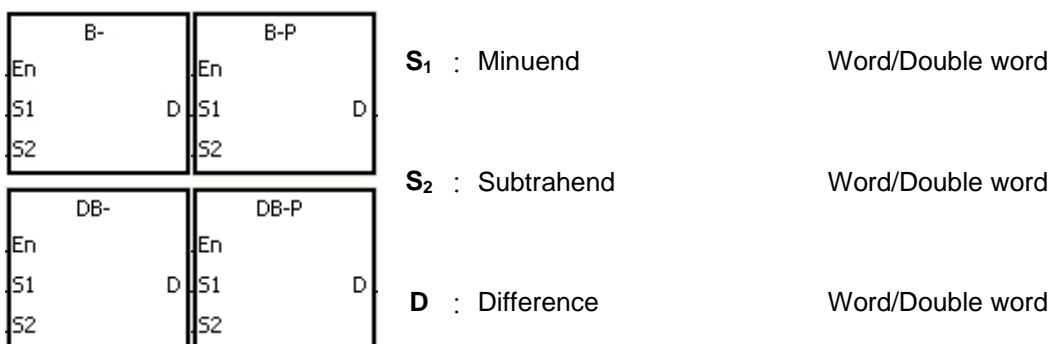 B-
En
S1 D
S2
B-P
En
S1 D
S2
DB-
En
S1 D
S2
DB-P
En
S1 D
S2
S₁ : Minuend Word/Double word
S₂ : Subtrahend Word/Double word
D : Difference Word/Double word